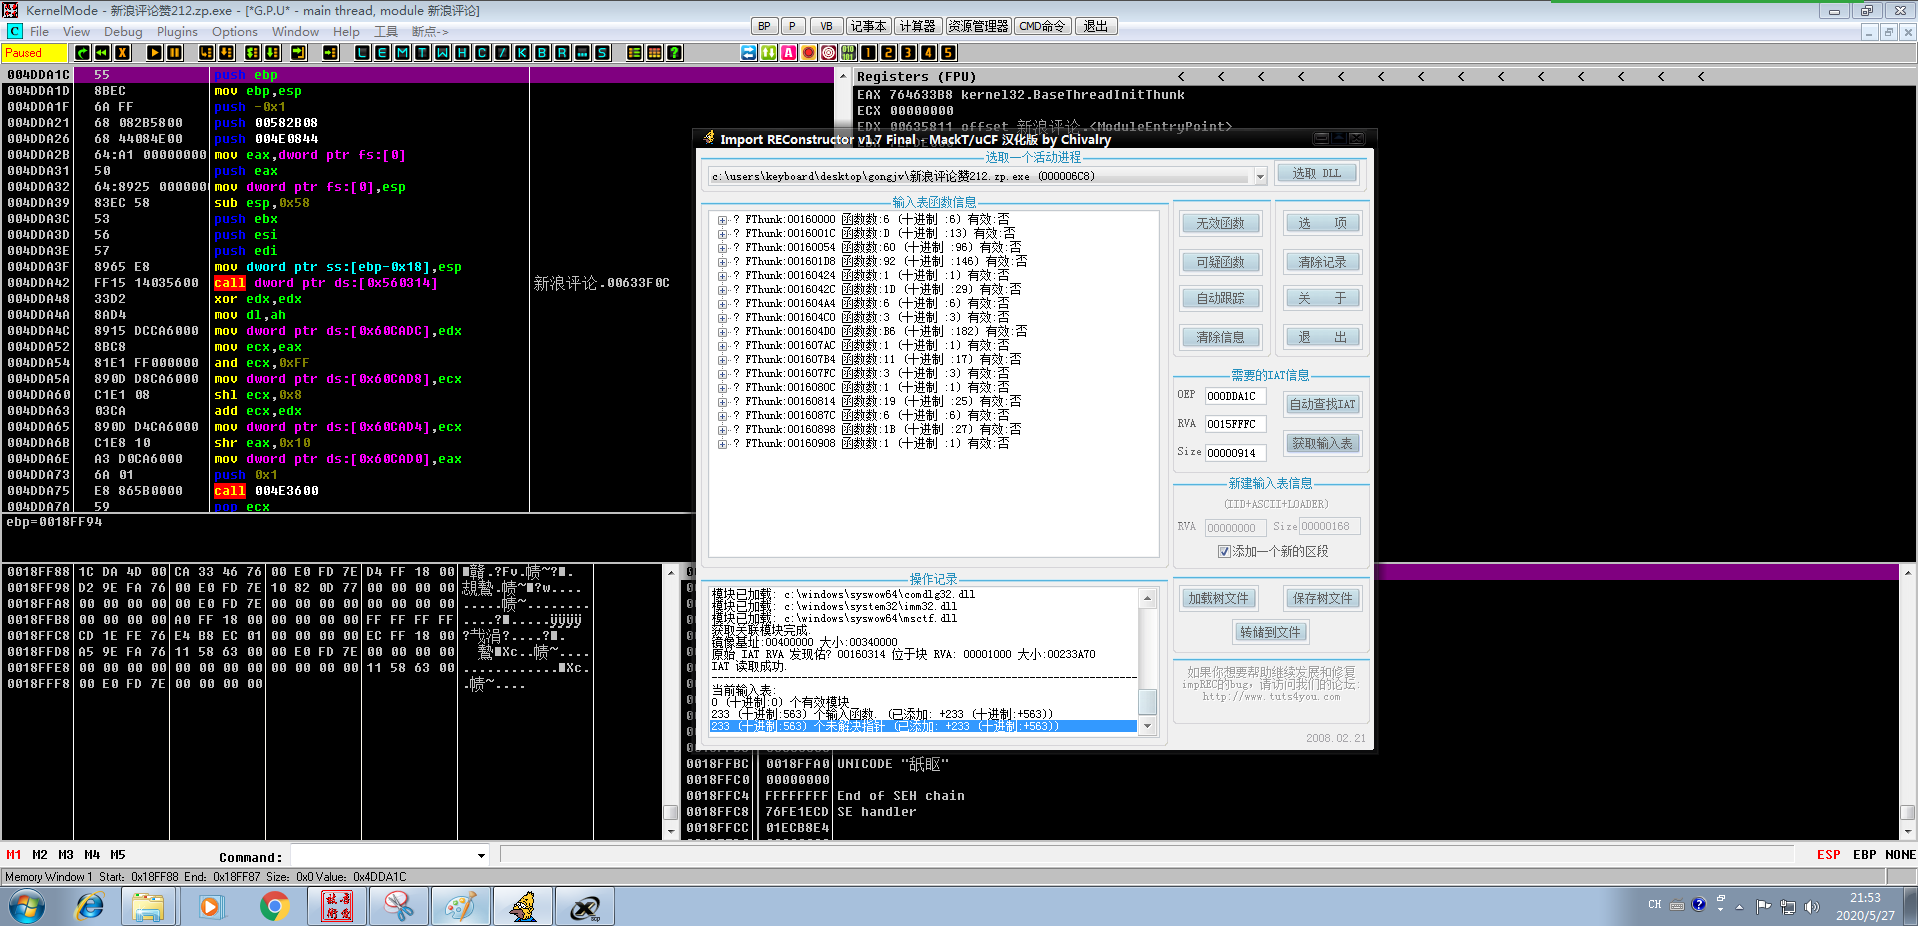 KernelMode - 新浪评论赞212.zp.exe - [*G.P.U* - main thread, module 新浪评论]
File View Debug Plugins Options Window Help 工具 断点->
BP P VB 记事本 计算器 资源管理器 CMD命令 退出
Paused
L E M T W H C / K B R ... S
004DDA1C 55 push ebp
004DDA1D 8BEC mov ebp,esp
004DDA1F 6A FF push -0x1
004DDA21 68 082B5800 push 00582B08
004DDA26 68 44084E00 push 004E0844
004DDA2B 64:A1 00000000 mov eax,dword ptr fs:[0]
004DDA31 50 push eax
004DDA32 64:8925 0000000 mov dword ptr fs:[0],esp
004DDA39 83EC 58 sub esp,0x58
004DDA3C 53 push ebx
004DDA3D 56 push esi
004DDA3E 57 push edi
004DDA3F 8965 E8 mov dword ptr ss:[ebp-0x18],esp
004DDA42 FF15 14035600 call dword ptr ds:[0x560314] 新浪评论.00633F0C
004DDA48 33D2 xor edx,edx
004DDA4A 8AD4 mov dl,ah
004DDA4C 8915 DCCA6000 mov dword ptr ds:[0x60CADC],edx
004DDA52 8BC8 mov ecx,eax
004DDA54 81E1 FF000000 and ecx,0xFF
004DDA5A 890D D8CA6000 mov dword ptr ds:[0x60CAD8],ecx
004DDA60 C1E1 08 shl ecx,0x8
004DDA63 03CA add ecx,edx
004DDA65 890D D4CA6000 mov dword ptr ds:[0x60CAD4],ecx
004DDA6B C1E8 10 shr eax,0x10
004DDA6E A3 D0CA6000 mov dword ptr ds:[0x60CAD0],eax
004DDA73 6A 01 push 0x1
004DDA75 E8 865B0000 call 004E3600
004DDA7A 59 pop ecx
ebp=0018FF94
Registers (FPU) < < < < < < < < < < < < < <
EAX 764633B8 kernel32.BaseThreadInitThunk
ECX 00000000
EDX 00635811 offset 新浪评论.<ModuleEntryPoint>
Import REConstructor v1.7 Final - MackT/uCF 汉化版 by Chivalry
选取一个活动进程
c:\users\keyboard\desktop\gongjv\新浪评论赞212.zp.exe (000006C8)
选取 DLL
输入表函数信息
? FThunk:00160000 函数数:6 (十进制 :6) 有效:否
? FThunk:0016001C 函数数:D (十进制 :13) 有效:否
? FThunk:00160054 函数数:60 (十进制 :96) 有效:否
? FThunk:001601D8 函数数:92 (十进制 :146) 有效:否
? FThunk:00160424 函数数:1 (十进制 :1) 有效:否
? FThunk:0016042C 函数数:1D (十进制 :29) 有效:否
? FThunk:001604A4 函数数:6 (十进制 :6) 有效:否
? FThunk:001604C0 函数数:3 (十进制 :3) 有效:否
? FThunk:001604D0 函数数:B6 (十进制 :182) 有效:否
? FThunk:001607AC 函数数:1 (十进制 :1) 有效:否
? FThunk:001607B4 函数数:11 (十进制 :17) 有效:否
? FThunk:001607FC 函数数:3 (十进制 :3) 有效:否
? FThunk:0016080C 函数数:1 (十进制 :1) 有效:否
? FThunk:00160814 函数数:19 (十进制 :25) 有效:否
? FThunk:0016087C 函数数:6 (十进制 :6) 有效:否
? FThunk:00160898 函数数:1B (十进制 :27) 有效:否
? FThunk:00160908 函数数:1 (十进制 :1) 有效:否
无效函数 选 项
可疑函数 清除记录
自动跟踪 关 于
清除信息 退 出
需要的IAT信息
OEP 000DDA1C 自动查找IAT
RVA 0015FFFC
Size 00000914 获取输入表
新建输入表信息
(IID+ASCII+LOADER)
RVA 00000000 Size 00000168
添加一个新的区段
加载树文件 保存树文件
转储到文件
如果你想要帮助继续发展和修复
impREC的bug，请访问我们的论坛:
http://www.tuts4you.com
2008.02.21
操作记录
模块已加载: c:\windows\syswow64\comdlg32.dll
模块已加载: c:\windows\system32\imm32.dll
模块已加载: c:\windows\syswow64\msctf.dll
获取关联模块完成.
镜像基址:00400000 大小:00340000
原始 IAT RVA 发现佑? 00160314 位于块 RVA: 00001000 大小:00233A70
IAT 读取成功.
当前输入表:
0 (十进制:0) 个有效模块
233 (十进制:563) 个输入函数. (已添加: +233 (十进制:+563))
233 (十进制:563) 个未解决指针 (已添加: +233 (十进制:+563))
0018FF88 1C DA 4D 00 CA 33 46 76 00 E0 FD 7E D4 FF 18 00
0018FF98 D2 9E FA 76 00 E0 FD 7E 10 82 0D 77 00 00 00 00
0018FFA8 00 00 00 00 00 E0 FD 7E 00 00 00 00 00 00 00 00
0018FFB8 00 00 00 00 A0 FF 18 00 00 00 00 00 FF FF FF FF
0018FFC8 CD 1E FE 76 E4 B8 EC 01 00 00 00 00 EC FF 18 00
0018FFD8 A5 9E FA 76 11 58 63 00 00 E0 FD 7E 00 00 00 00
0018FFE8 00 00 00 00 00 00 00 00 00 00 00 00 11 58 63 00
0018FFF8 00 E0 FD 7E 00 00 00 00
0018FFBC 0018FFA0 UNICODE "舐眍"
0018FFC0 00000000
0018FFC4 FFFFFFFF End of SEH chain
0018FFC8 76FE1ECD SE handler
0018FFCC 01ECB8E4
M1 M2 M3 M4 M5 Command: ESP EBP NONE
Memory Window 1 Start: 0x18FF88 End: 0x18FF87 Size: 0x0 Value: 0x4DDA1C
CH
21:53
2020/5/27